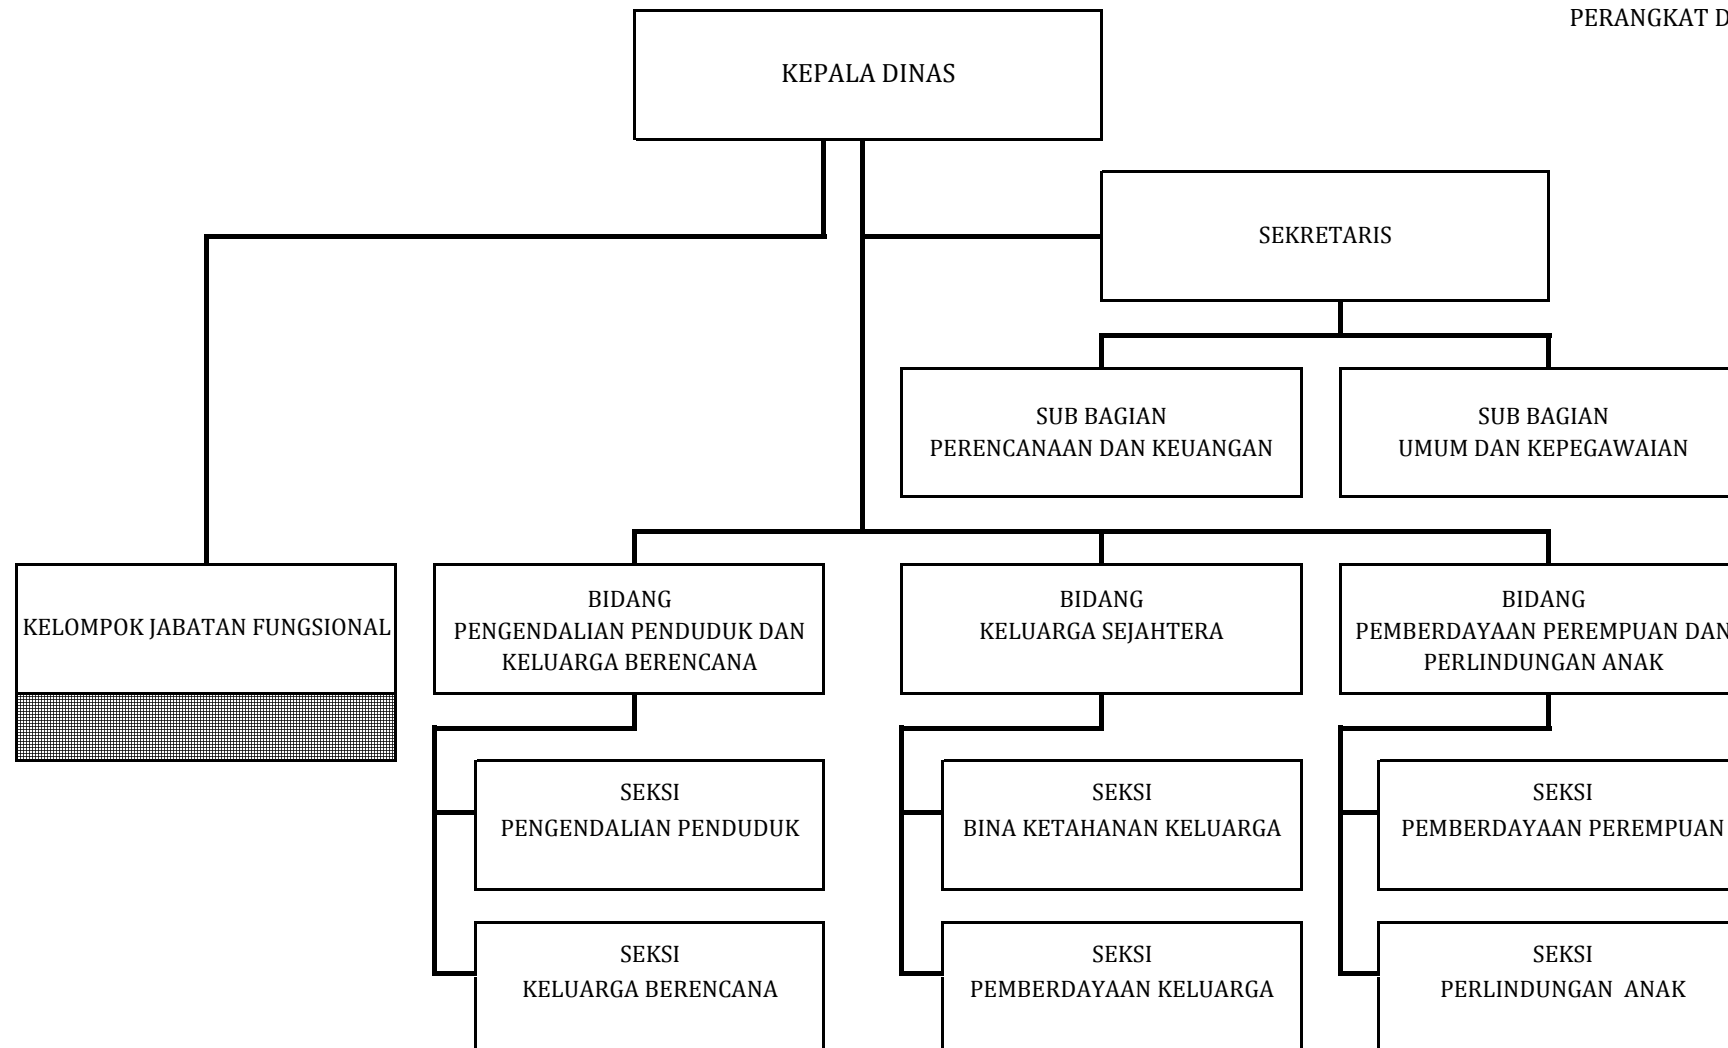 PERANGKAT D
KEPALA DINAS
SEKRETARIS
SUB BAGIAN
PERENCANAAN DAN KEUANGAN
SUB BAGIAN
UMUM DAN KEPEGAWAIAN
KELOMPOK JABATAN FUNGSIONAL
BIDANG
PENGENDALIAN PENDUDUK DAN
KELUARGA BERENCANA
BIDANG
KELUARGA SEJAHTERA
BIDANG
PEMBERDAYAAN PEREMPUAN DAN
PERLINDUNGAN ANAK
SEKSI
PENGENDALIAN PENDUDUK
SEKSI
BINA KETAHANAN KELUARGA
SEKSI
PEMBERDAYAAN PEREMPUAN
SEKSI
KELUARGA BERENCANA
SEKSI
PEMBERDAYAAN KELUARGA
SEKSI
PERLINDUNGAN ANAK